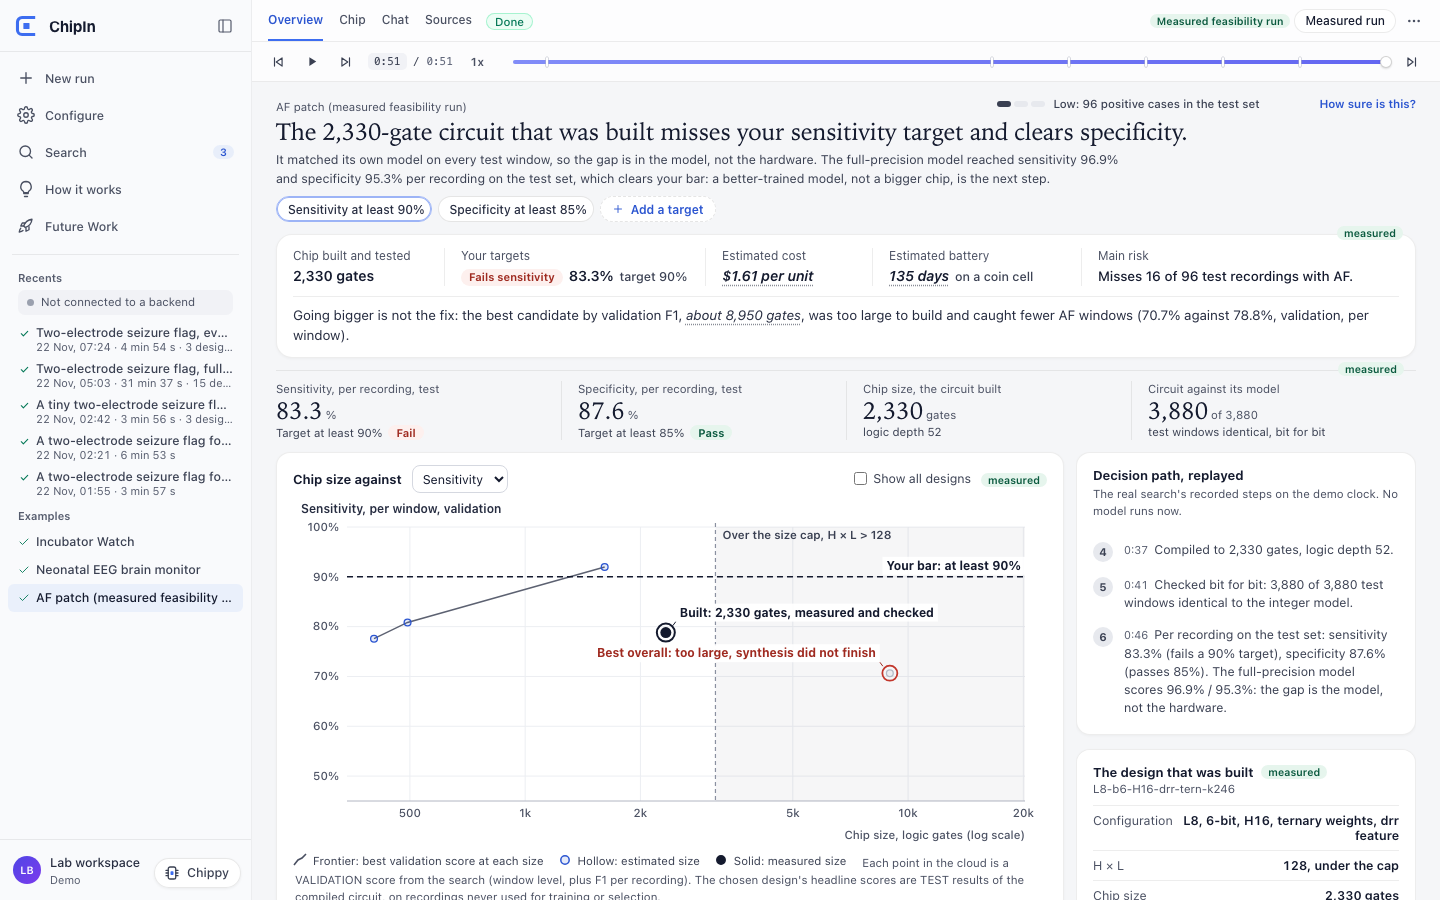 ChipIn
New run
Configure
Search
3
How it works
Future Work
Recents
Not connected to a backend
Two-electrode seizure flag, ev...
22 Nov, 07:24 · 4 min 54 s · 3 desig...
Two-electrode seizure flag, full...
22 Nov, 05:03 · 31 min 37 s · 15 de...
A tiny two-electrode seizure fl...
22 Nov, 02:42 · 3 min 56 s · 3 desig...
A two-electrode seizure flag fo...
22 Nov, 02:21 · 6 min 53 s
A two-electrode seizure flag fo...
22 Nov, 01:55 · 3 min 57 s
Examples
Incubator Watch
Neonatal EEG brain monitor
AF patch (measured feasibility ...
LB
Lab workspace
Demo
Chippy
Overview
Chip
Chat
Sources
Done
Measured feasibility run
Measured run
0:51 / 0:51
1x
AF patch (measured feasibility run)
Low: 96 positive cases in the test set
How sure is this?
The 2,330-gate circuit that was built misses your sensitivity target and clears specificity.
It matched its own model on every test window, so the gap is in the model, not the hardware. The full-precision model reached sensitivity 96.9%
and specificity 95.3% per recording on the test set, which clears your bar: a better-trained model, not a bigger chip, is the next step.
Sensitivity at least 90%
Specificity at least 85%
+ Add a target
measured
Chip built and tested
2,330 gates
Your targets
Fails sensitivity 83.3% target 90%
Estimated cost
$1.61 per unit
Estimated battery
135 days on a coin cell
Main risk
Misses 16 of 96 test recordings with AF.
Going bigger is not the fix: the best candidate by validation F1, about 8,950 gates, was too large to build and caught fewer AF windows (70.7% against 78.8%, validation, per
window).
measured
Sensitivity, per recording, test
83.3 %
Target at least 90% Fail
Specificity, per recording, test
87.6 %
Target at least 85% Pass
Chip size, the circuit built
2,330 gates
logic depth 52
Circuit against its model
3,880 of 3,880
test windows identical, bit for bit
Chip size against
Sensitivity
Show all designs
measured
Sensitivity, per window, validation
100%
90%
80%
70%
60%
50%
Over the size cap, H × L > 128
Your bar: at least 90%
Built: 2,330 gates, measured and checked
Best overall: too large, synthesis did not finish
500
1k
2k
5k
10k
20k
Chip size, logic gates (log scale)
Frontier: best validation score at each size
Hollow: estimated size
Solid: measured size
Each point in the cloud is a
VALIDATION score from the search (window level, plus F1 per recording). The chosen design's headline scores are TEST results of the
compiled circuit, on recordings never used for training or selection.
Decision path, replayed
The real search's recorded steps on the demo clock. No
model runs now.
4
0:37 Compiled to 2,330 gates, logic depth 52.
5
0:41 Checked bit for bit: 3,880 of 3,880 test
windows identical to the integer model.
6
0:46 Per recording on the test set: sensitivity
83.3% (fails a 90% target), specificity 87.6%
(passes 85%). The full-precision model
scores 96.9% / 95.3%: the gap is the model,
not the hardware.
The design that was built
measured
L8-b6-H16-drr-tern-k246
Configuration
L8, 6-bit, H16, ternary weights, drr
feature
H × L
128, under the cap
Chip size
2,330 gates